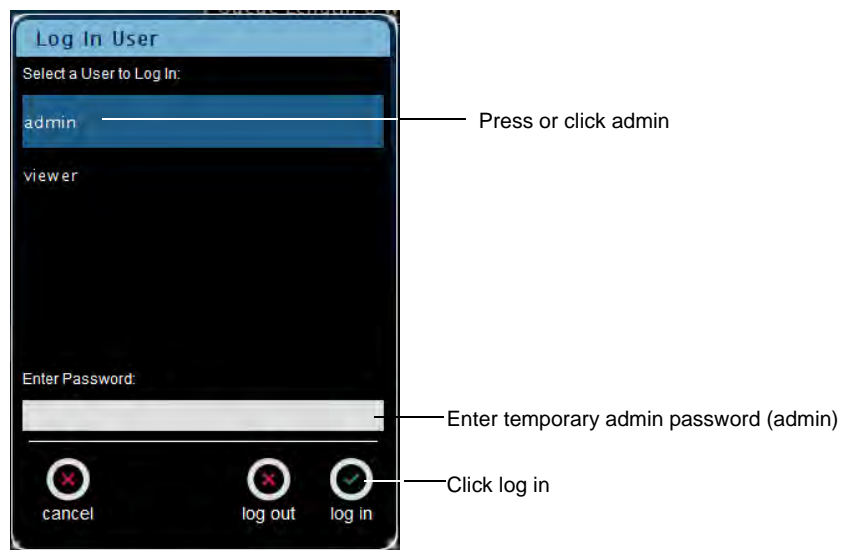 Log In User
Select a User to Log In:
admin
Press or click admin
viewer
Enter Password:
Enter temporary admin password (admin)
Click log in
cancel
log out
log in